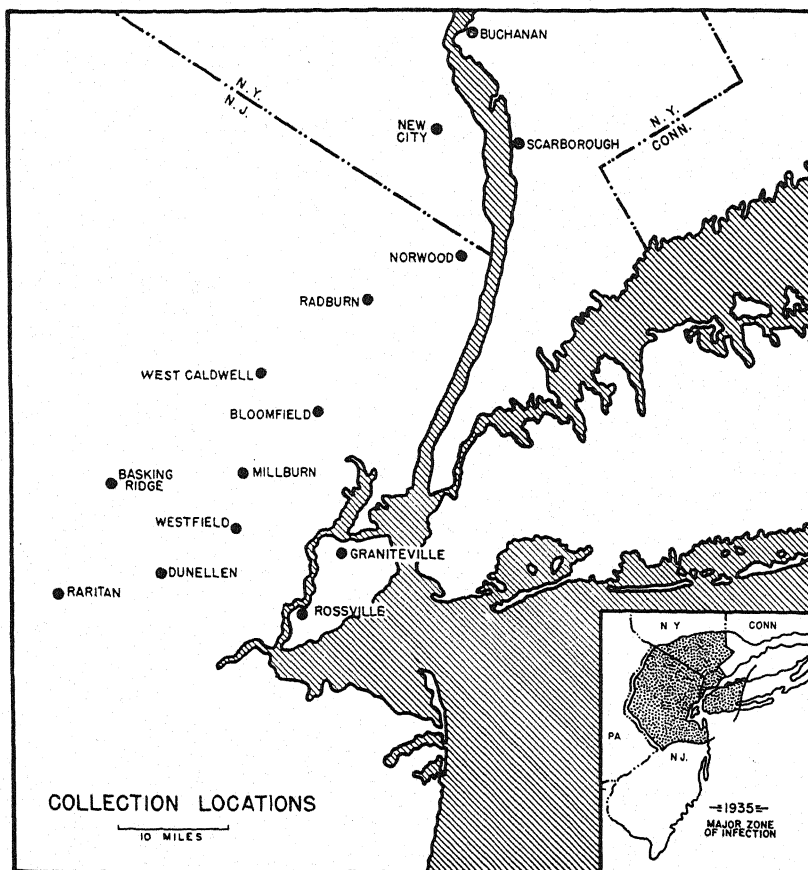 BUCHANAN
N.Y.
N.J.
NEW
CITY
SCARBOROUGH
N.Y.
CONN.
NORWOOD
RADBURN
WEST CALDWELL
BLOOMFIELD
BASKING
RIDGE
MILLBURN
WESTFIELD
GRANITEVILLE
DUNELLEN
RARITAN
ROSSVILLE
COLLECTION LOCATIONS
10 MILES
N Y
CONN
PA
N.J.
1935
MAJOR ZONE
OF INFECTION